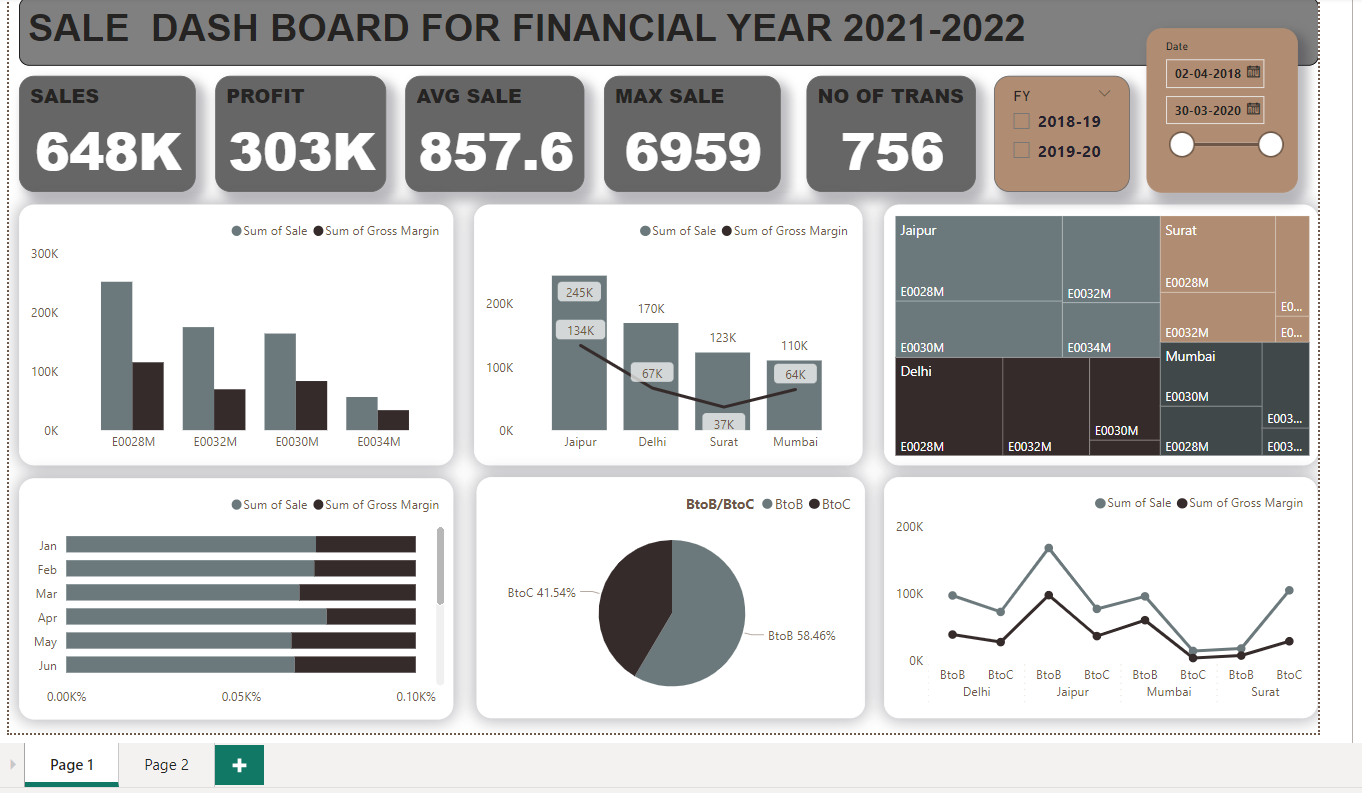 SALE DASH BOARD FOR FINANCIAL YEAR 2021-2022
Date
02-04-2018
30-03-2020
SALES
648K
PROFIT
303K
AVG SALE
857.6
MAX SALE
6959
NO OF TRANS
756
FY
2018-19
2019-20
Sum of Sale Sum of Gross Margin
300K
200K
100K
0K
E0028M E0032M E0030M E0034M
Sum of Sale Sum of Gross Margin
200K
100K
0K
245K
134K
170K
67K
123K
37K
110K
64K
Jaipur Delhi Surat Mumbai
Jaipur
E0028M
E0032M
E0030M
E0034M
Delhi
E0028M
E0032M
E0030M
Surat
E0028M
E0...
E0032M
E0...
Mumbai
E0030M
E003...
E0028M
E003...
Sum of Sale Sum of Gross Margin
Jan
Feb
Mar
Apr
May
Jun
0.00K% 0.05K% 0.10K%
BtoB/BtoC BtoB BtoC
BtoC 41.54%
BtoB 58.46%
Sum of Sale Sum of Gross Margin
200K
100K
0K
BtoB BtoC BtoB BtoC BtoB BtoC BtoB BtoC
Delhi Jaipur Mumbai Surat
Page 1 Page 2 +